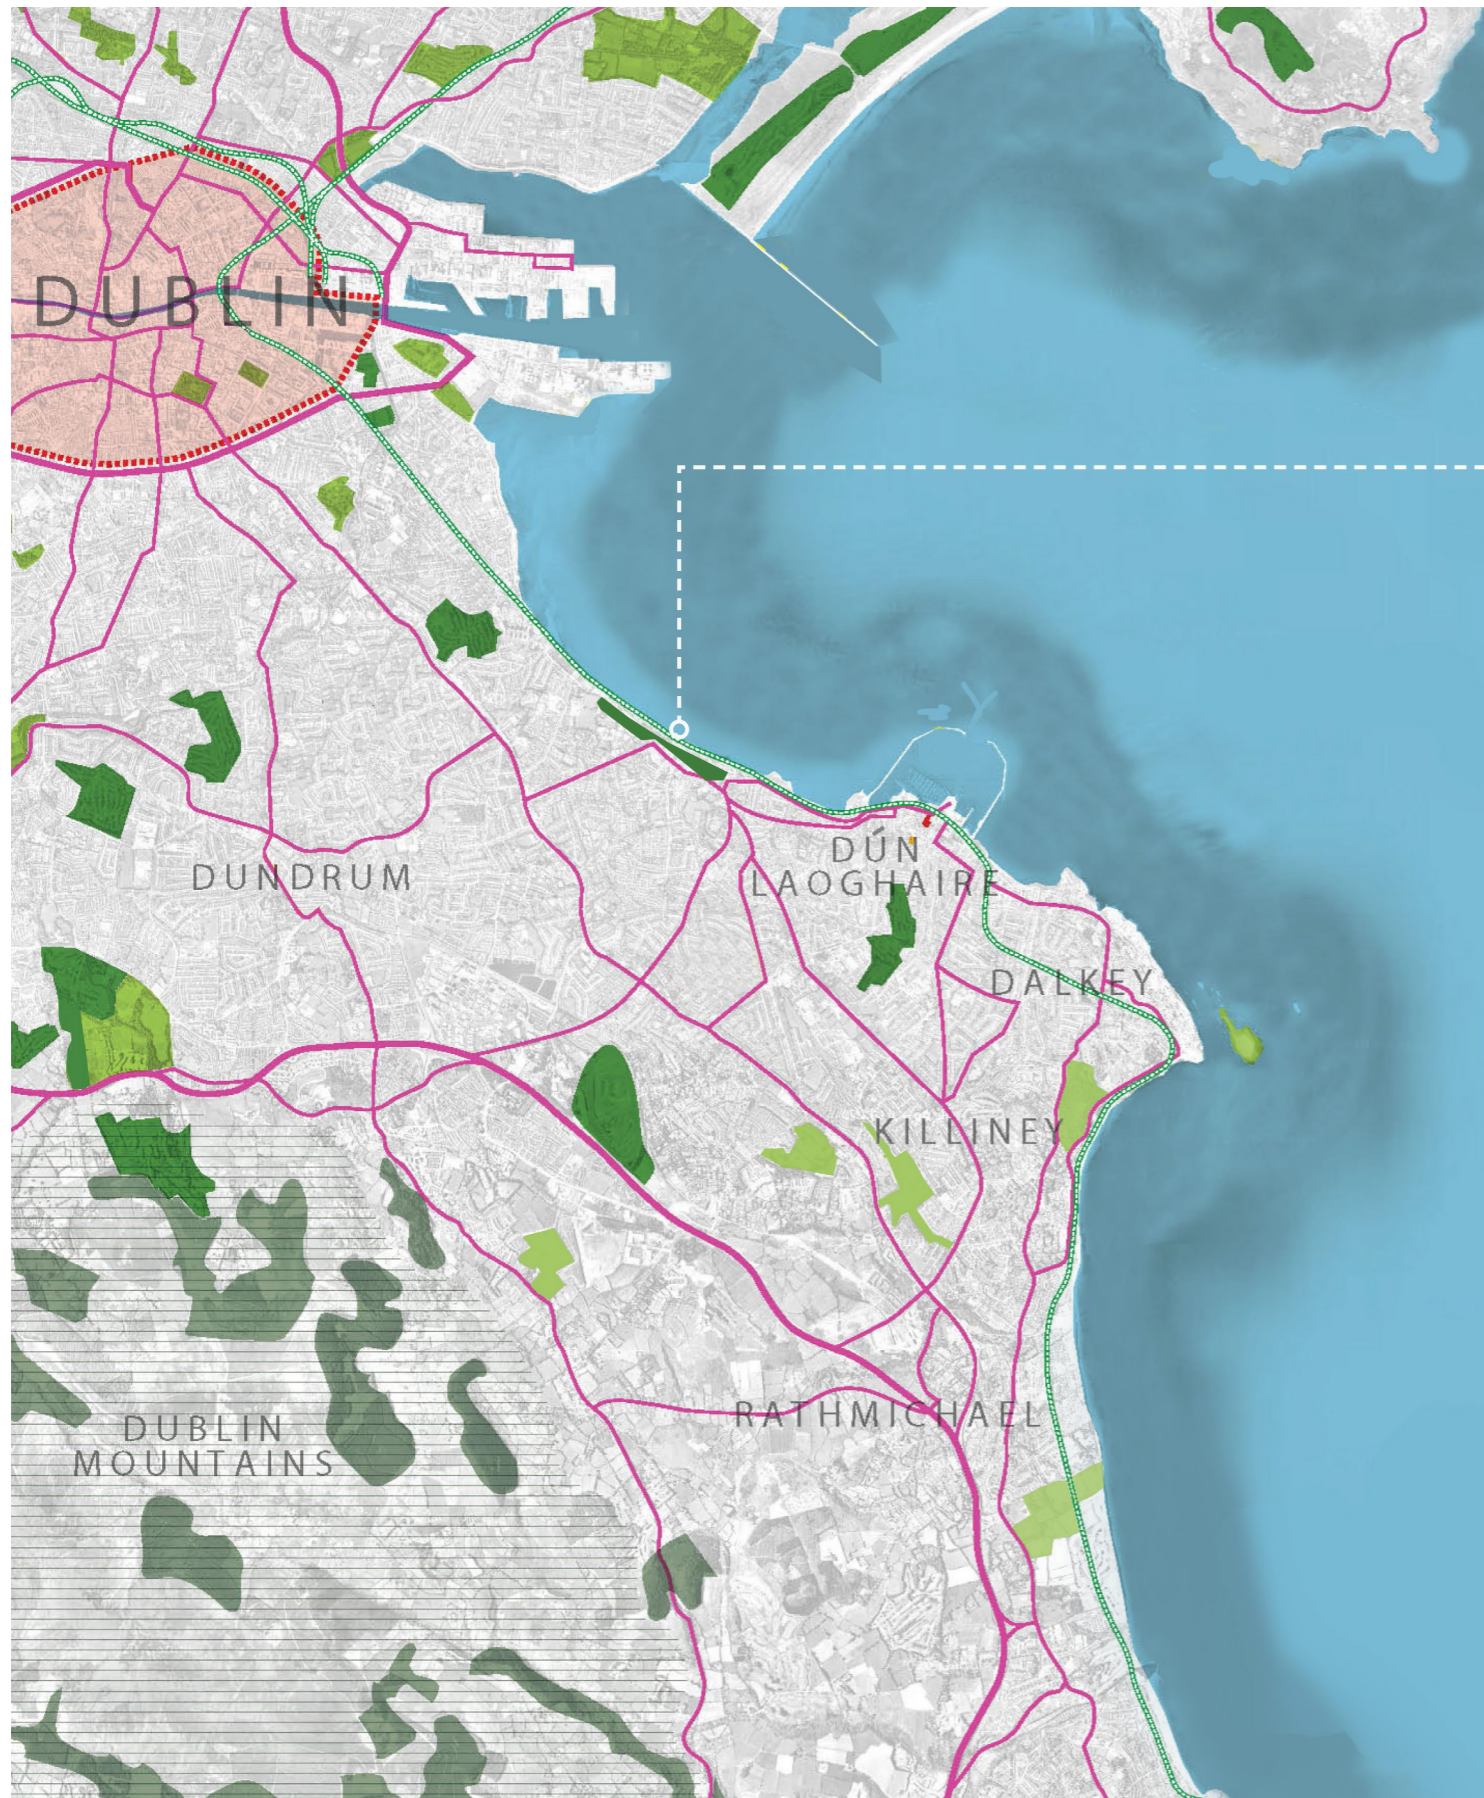 DUBLIN
DÚN
LAOGHAIRE
DUNDRUM
DALKEY
KILLINEY
RATHMICHAEL
DUBLIN
MOUNTAINS